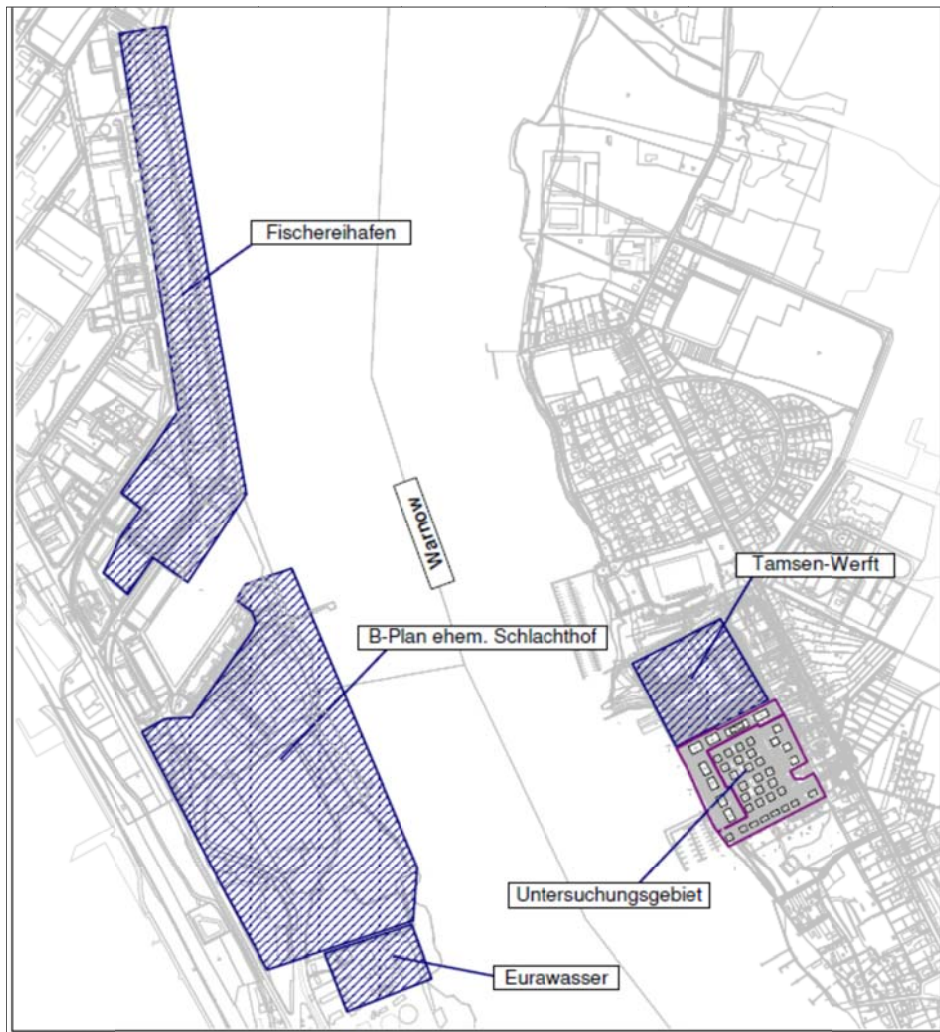 Fischereihafen
Warnow
Tamsen-Werft
B-Plan ehem. Schlachthof
Untersuchungsgebiet
Eurawasser